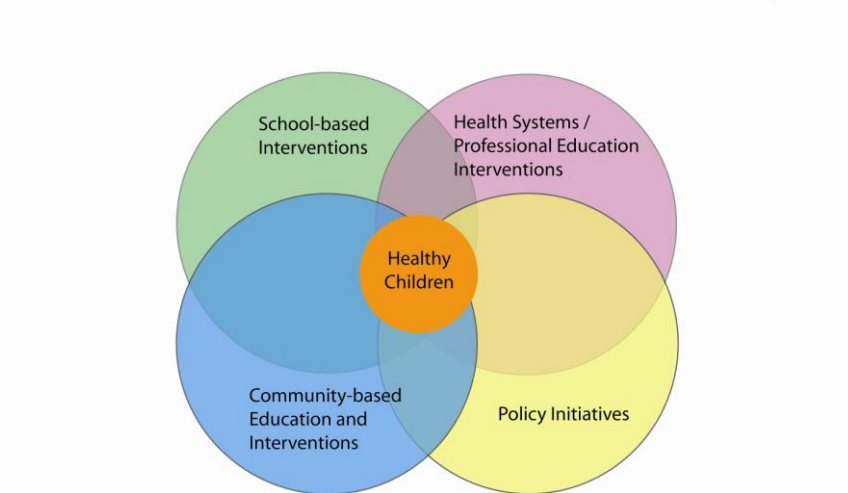 School-based
Interventions
Health Systems /
Professional Education
Interventions
Healthy
Children
Community-based
Education and
Interventions
Policy Initiatives